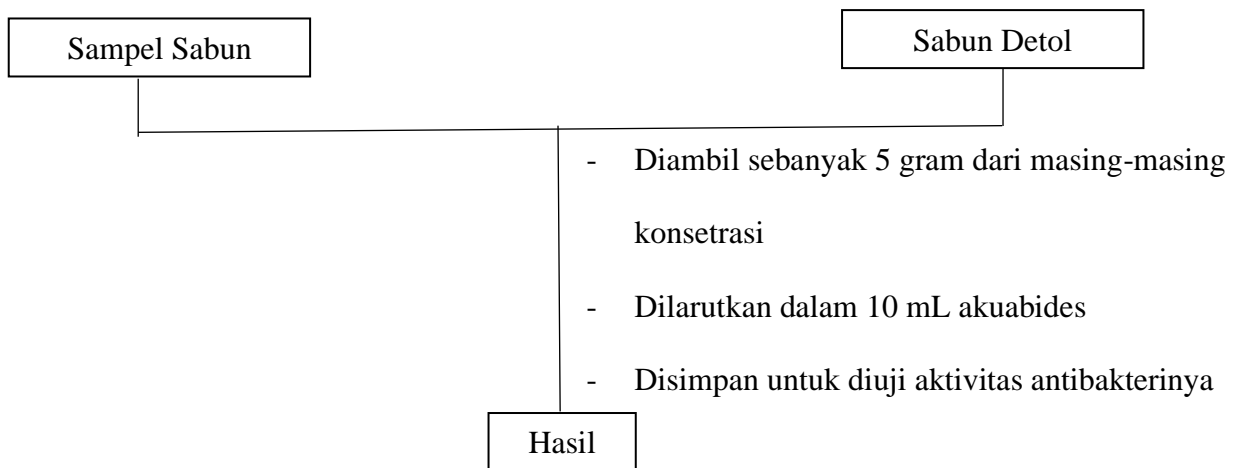 Sampel Sabun
Sabun Detol
- Diambil sebanyak 5 gram dari masing-masing
konsetrasi
- Dilarutkan dalam 10 mL akuabides
- Disimpan untuk diuji aktivitas antibakterinya
Hasil